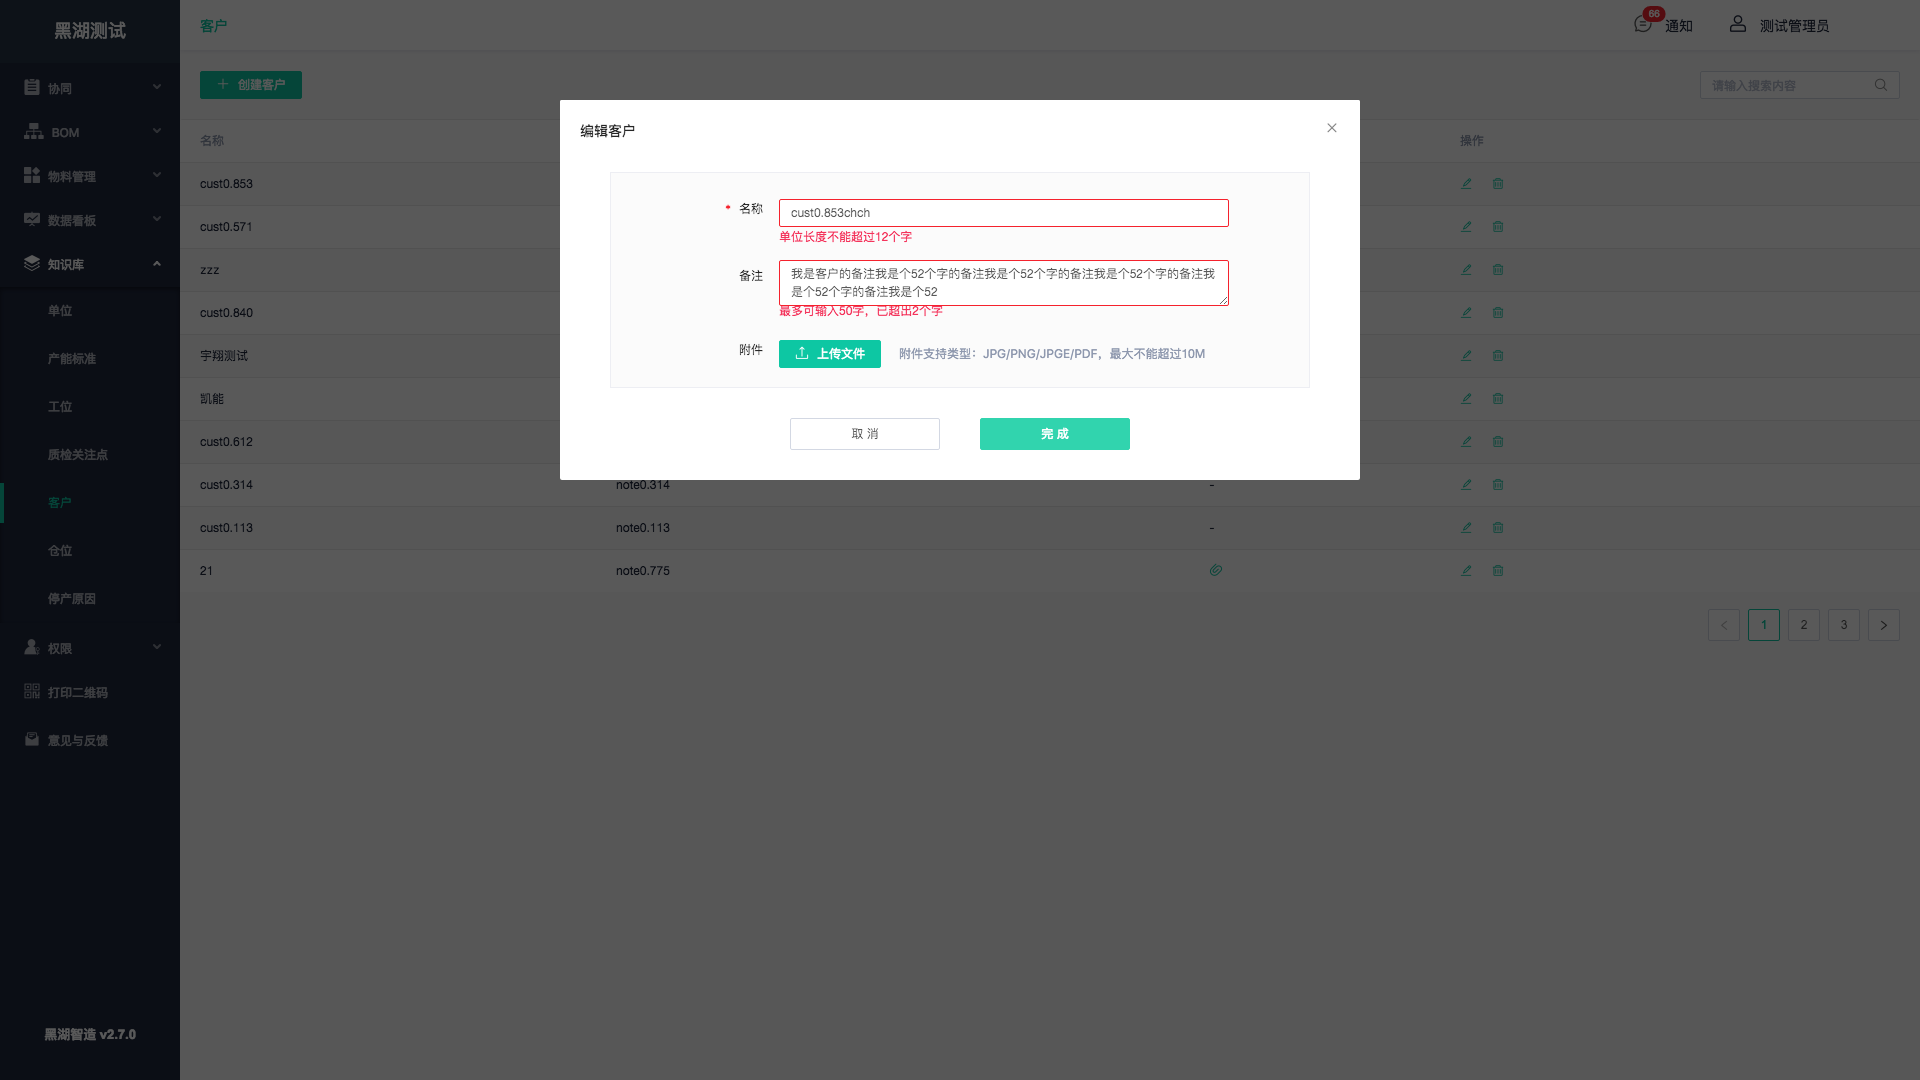 黑湖测试
客户
66
通知
测试管理员
协同
BOM
物料管理
数据看板
知识库
单位
产能标准
工位
质检关注点
客户
仓位
停产原因
权限
打印二维码
意见与反馈
黑湖智造 v2.7.0
创建客户
请输入搜索内容
名称
操作
cust0.853
cust0.571
zzz
cust0.840
字翔测试
凯能
cust0.612
cust0.314
note0.314
-
cust0.113
note0.113
-
21
note0.775
1
2
3
编辑客户
* 名称
cust0.853chch
单位长度不能超过12个字
备注
我是客户的备注我是个52个字的备注我是个52个字的备注我是个52个字的备注我
是个52个字的备注我是个52
最多可输入50字，已超出2个字
附件
上传文件
附件支持类型：JPG/PNG/JPGE/PDF，最大不能超过10M
取 消
完 成